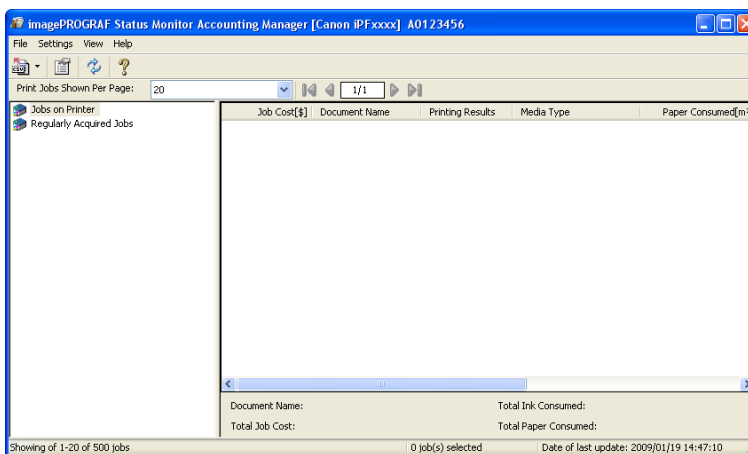 imagePROGRAF Status Monitor Accounting Manager [Canon iPFxxxx] A0123456
File Settings View Help
Print Jobs Shown Per Page: 20 1/1
Jobs on Printer
Regularly Acquired Jobs
Job Cost[$] Document Name Printing Results Media Type Paper Consumed[m²
Document Name: Total Ink Consumed:
Total Job Cost: Total Paper Consumed:
Showing of 1-20 of 500 jobs 0 job(s) selected Date of last update: 2009/01/19 14:47:10